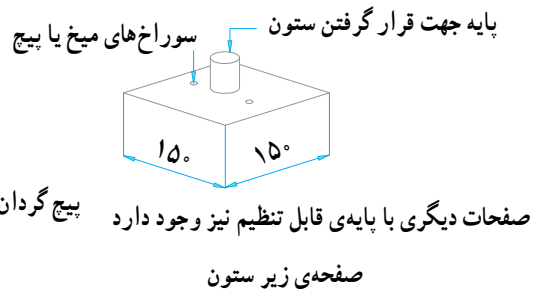 پایه جهت قرار گرفتن ستون
سوراخ‌های میخ یا پیچ
۱۵۰
۱۵۰
پیچ گردان
صفحات دیگری با پایه‌ی قابل تنظیم نیز وجود دارد
صفحه‌ی زیر ستون